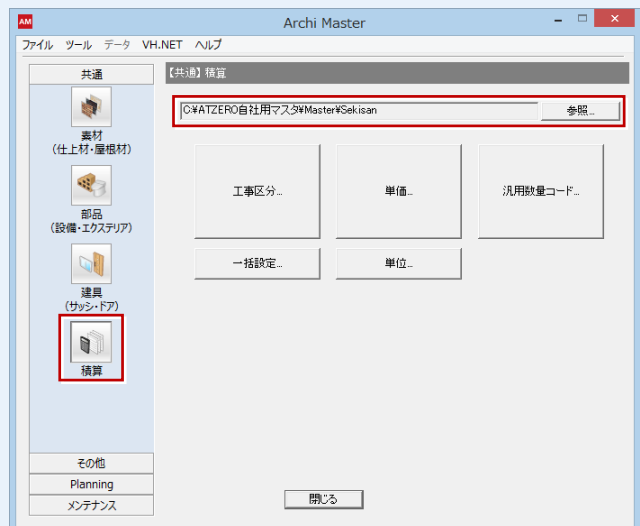 AM
Archi Master
ファイル ツール データ VH.NET ヘルプ
共通
素材
(仕上材・屋根材)
部品
(設備・エクステリア)
建具
(サッシ・ドア)
積算
その他
Planning
メンテナンス
【共通】積算
C:¥ATZERO自社用マスタ¥Master¥Sekisan
参照...
工事区分...
単価...
汎用数量コード...
一括設定...
単位...
閉じる